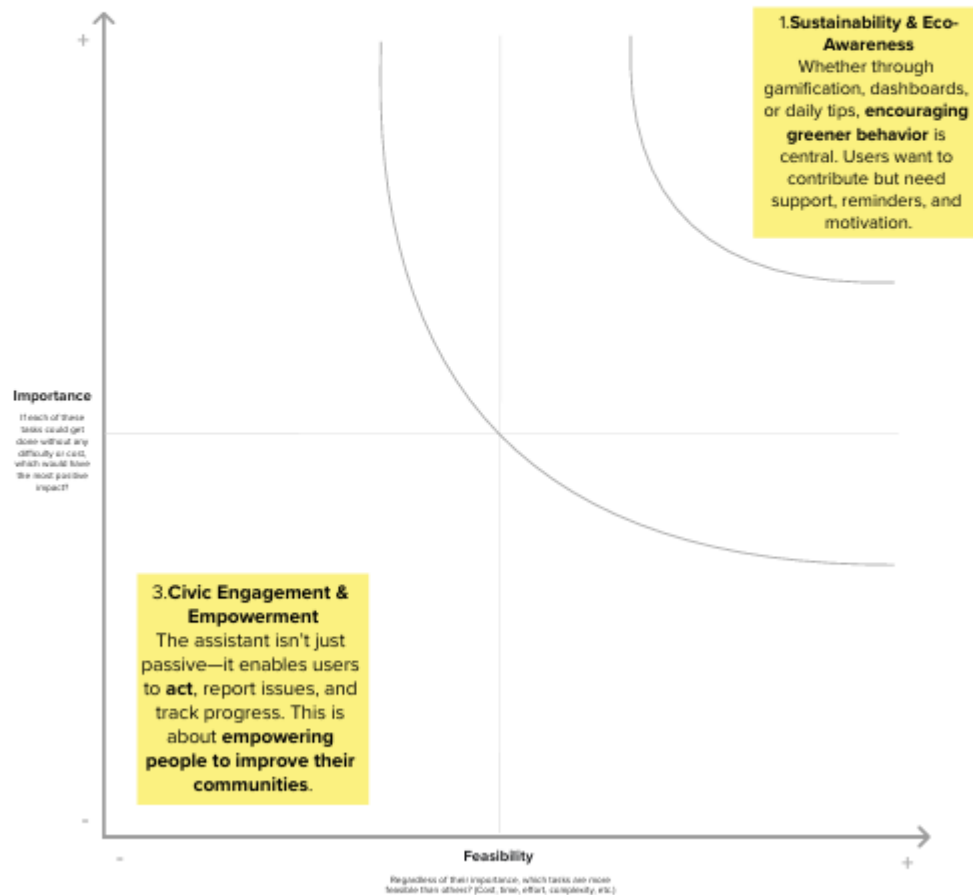 +
1.Sustainability & Eco-
Awareness
Whether through
gamification, dashboards,
or daily tips, encouraging
greener behavior is
central. Users want to
contribute but need
support, reminders, and
motivation.
Importance
If each of these
tasks could get
done without any
difficulty or cost,
which would have
the most positive
impact?
3.Civic Engagement &
Empowerment
The assistant isn't just
passive—it enables users
to act, report issues, and
track progress. This is
about empowering
people to improve their
communities.
-
-
Feasibility
+
Regardless of their importance, which tasks are more
feasible than others? (Cost, time, effort, complexity, etc.)